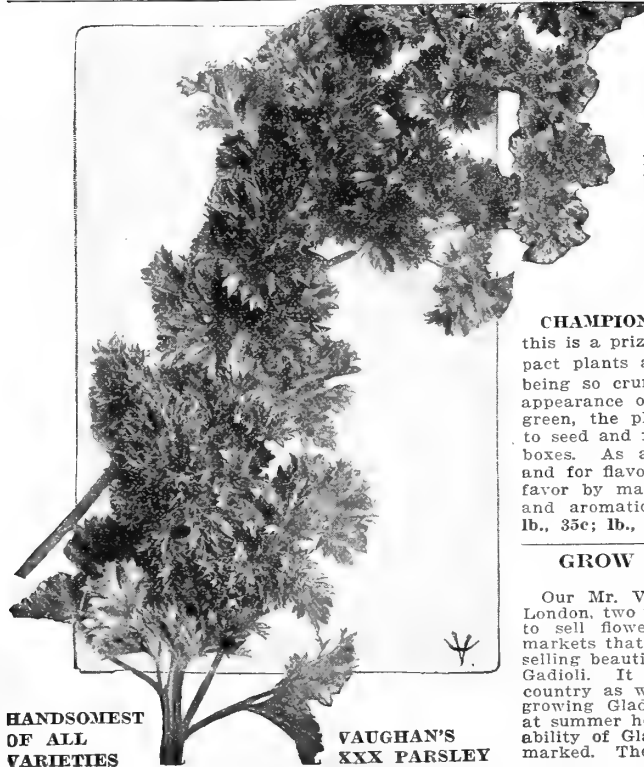 CHAMPION
this is a priz
pact plants a
being so crun
appearance o
green, the pl
to seed and
boxes. As a
and for flavo
favor by ma
and aromatic
lb., 35c; lb.,
GROW
Our Mr. V
London, two
to sell flowe
markets that
selling beauti
Gadioli. It
country as w
growing Glad
at summer h
ability of Gla
marked. The
HANDSOMEST
OF ALL
VARIETIES
VAUGHAN'S
XXX PARSLEY